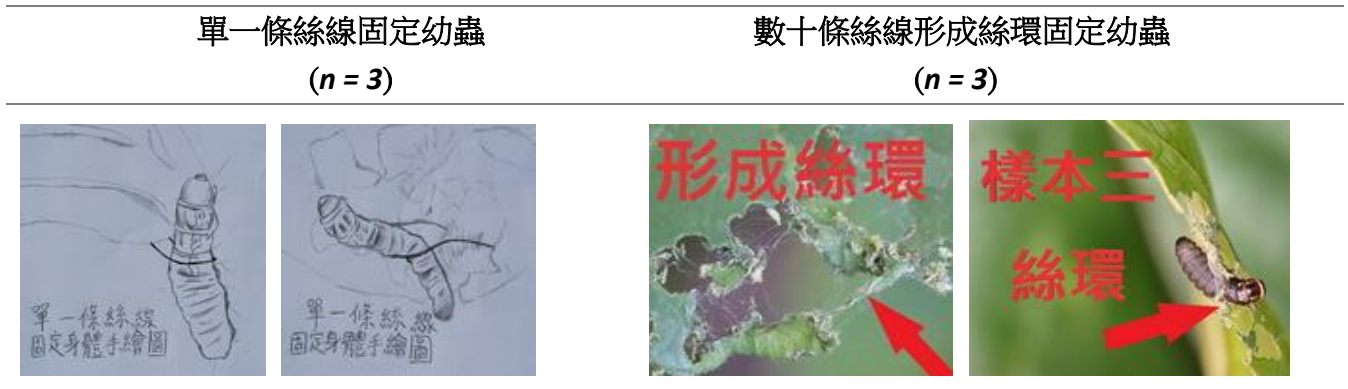 單一條絲線固定幼蟲
(n = 3)
數十條絲線形成絲環固定幼蟲
(n = 3)
單一條絲線
固定身體手繪圖
單一條絲線
固定身體手繪圖
形成絲環
樣本三
絲環